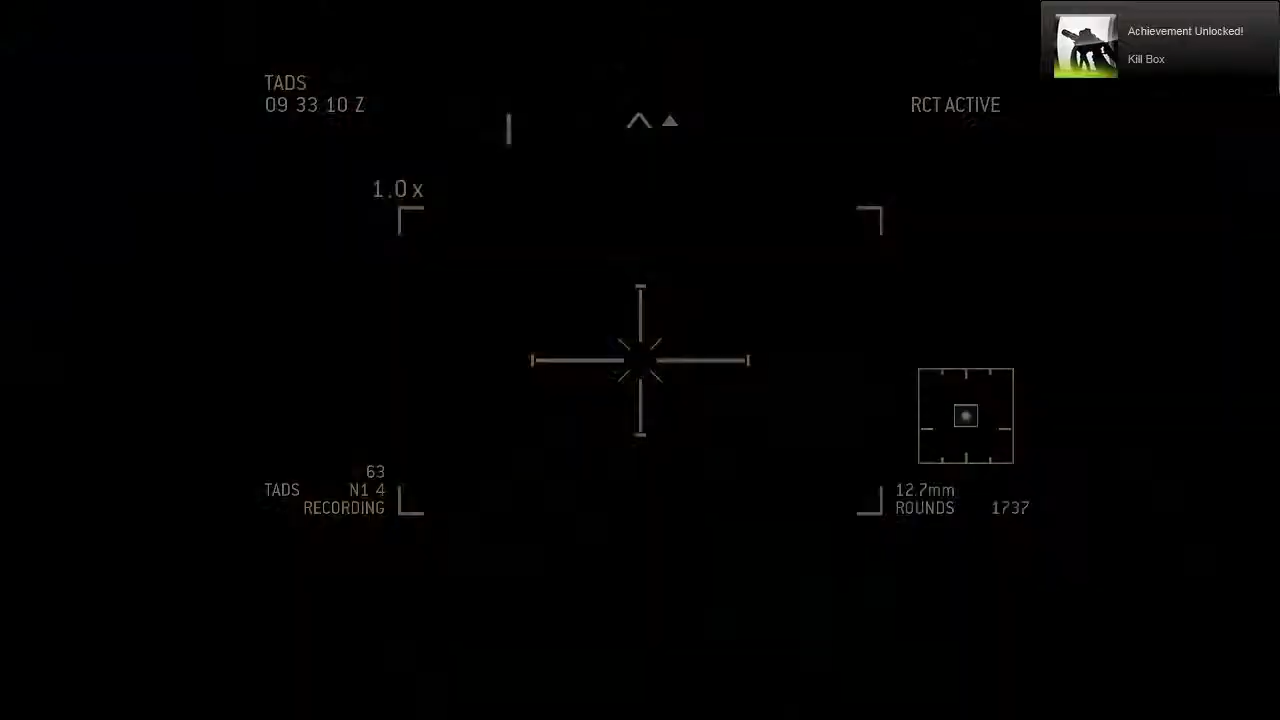 Achievement Unlocked!
Kill Box
TADS
09 33 10 Z
RCT ACTIVE
1.0 x
63
TADS N1 4
RECORDING
12.7mm
ROUNDS 1737